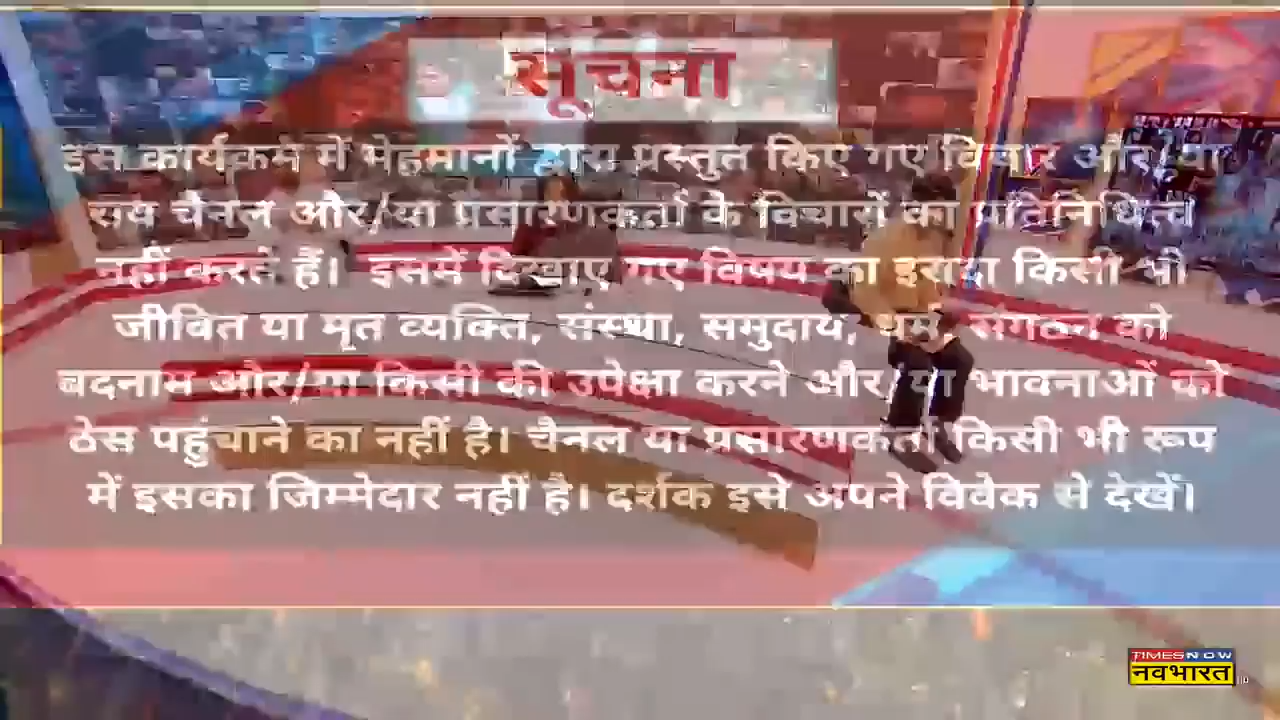 सूचना
इस कार्यक्रम में मेहमानों द्वारा प्रस्तुत किए गए विचार और/या
राय चैनल और/या प्रसारणकर्ता के विचारों का प्रतिनिधित्व
नहीं करते हैं। इसमें दिखाए गए विषय का इरादा किसी भी
जीवित या मृत व्यक्ति, संस्था, समुदाय, धर्म, संगठन को
बदनाम और/या किसी की उपेक्षा करने और/या भावनाओं को
ठेस पहुंचाने का नहीं है। चैनल या प्रसारणकर्ता किसी भी रूप
में इसका जिम्मेदार नहीं है। दर्शक इसे अपने विवेक से देखें।
TIMES NOW
नवभारत